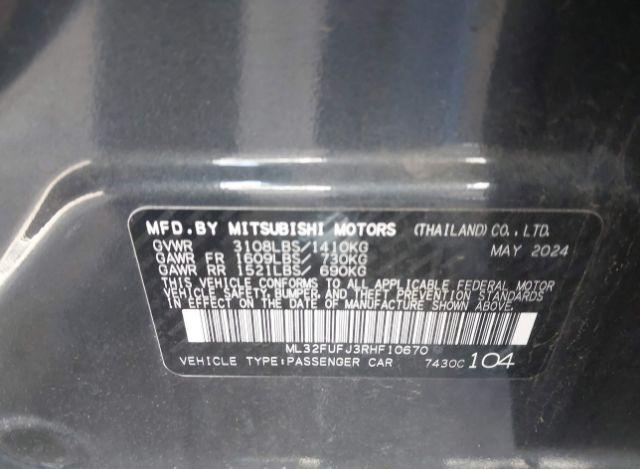 MFD.BY MITSUBISHI MOTORS (THAILAND) CO., LTD.
GVWR 3108LBS/1410KG MAY 2024
GAWR FR 1609LBS/ 730KG
GAWR RR 1521LBS/ 690KG
THIS VEHICLE CONFORMS TO ALL APPLICABLE FEDERAL MOTOR
VEHICLE SAFETY, BUMPER, AND THEFT PREVENTION STANDARDS
IN EFFECT ON THE DATE OF MANUFACTURE SHOWN ABOVE.
ML32FUFJ3RHF10670
VEHICLE TYPE:PASSENGER CAR 7430C 104